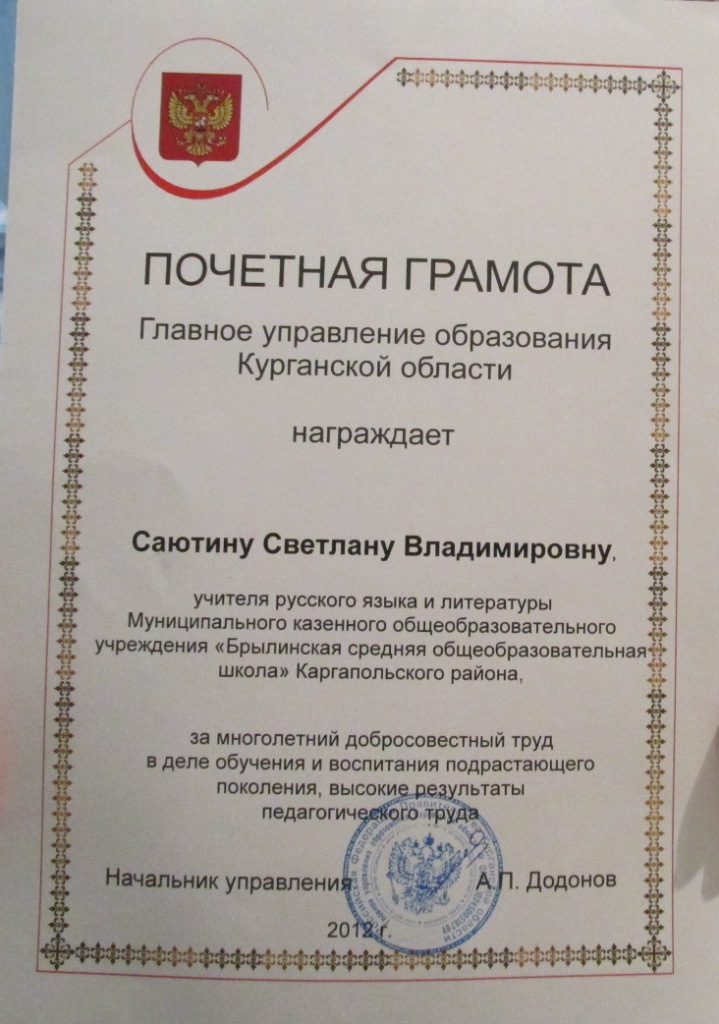 ПОЧЕТНАЯ ГРАМОТА
Главное управление образования
Курганской области
награждает
Саютину Светлану Владимировну,
учителя русского языка и литературы
Муниципального казенного общеобразовательного
учреждения «Брылинская средняя общеобразовательная
школа» Каргапольского района,
за многолетний добросовестный труд
в деле обучения и воспитания подрастающего
поколения, высокие результаты
педагогического труда
Начальник управления А.П. Додонов
2012 г.